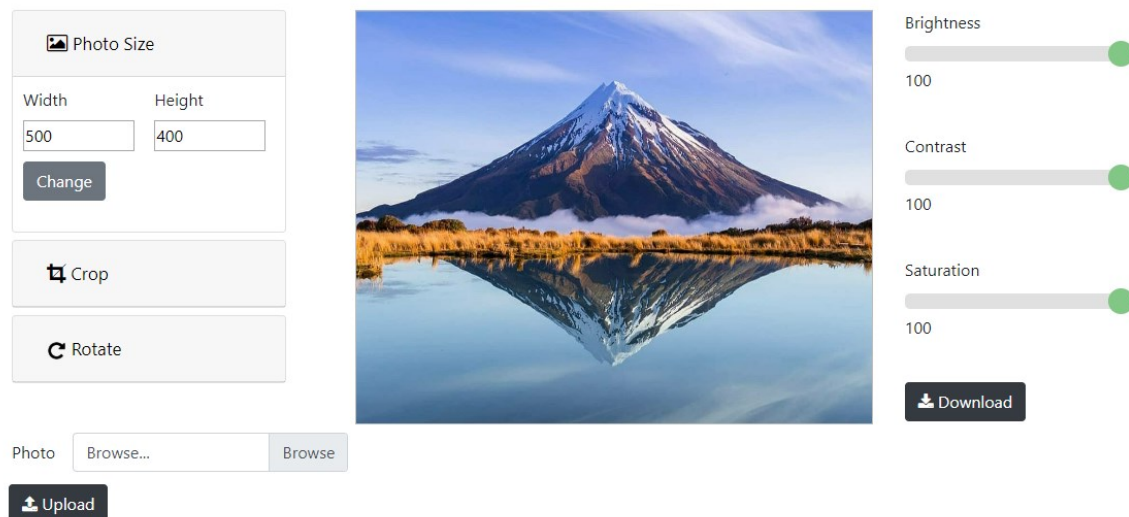 Photo Size
Width
Height
500
400
Change
Crop
Rotate
Photo
Browse...
Browse
Upload
Brightness
100
Contrast
100
Saturation
100
Download